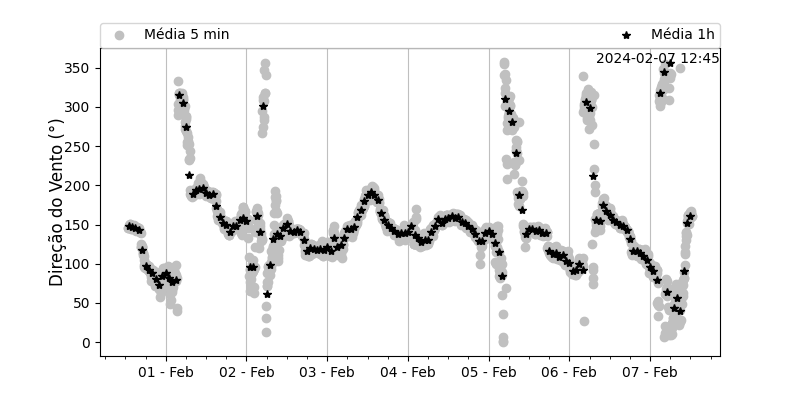 Média 5 min
Média 1h
2024-02-07 12:45
Direção do Vento (°)
350
300
250
200
150
100
50
0
01 - Feb
02 - Feb
03 - Feb
04 - Feb
05 - Feb
06 - Feb
07 - Feb